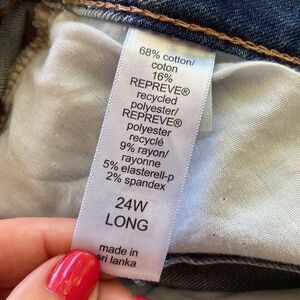 68% cotton/
coton
16%
REPREVE®
recycled
polyester/
REPREVE®
polyester
recyclé
9% rayon/
rayonne
5% elasterell-p
2% spandex
24W
LONG
made in
sri lanka